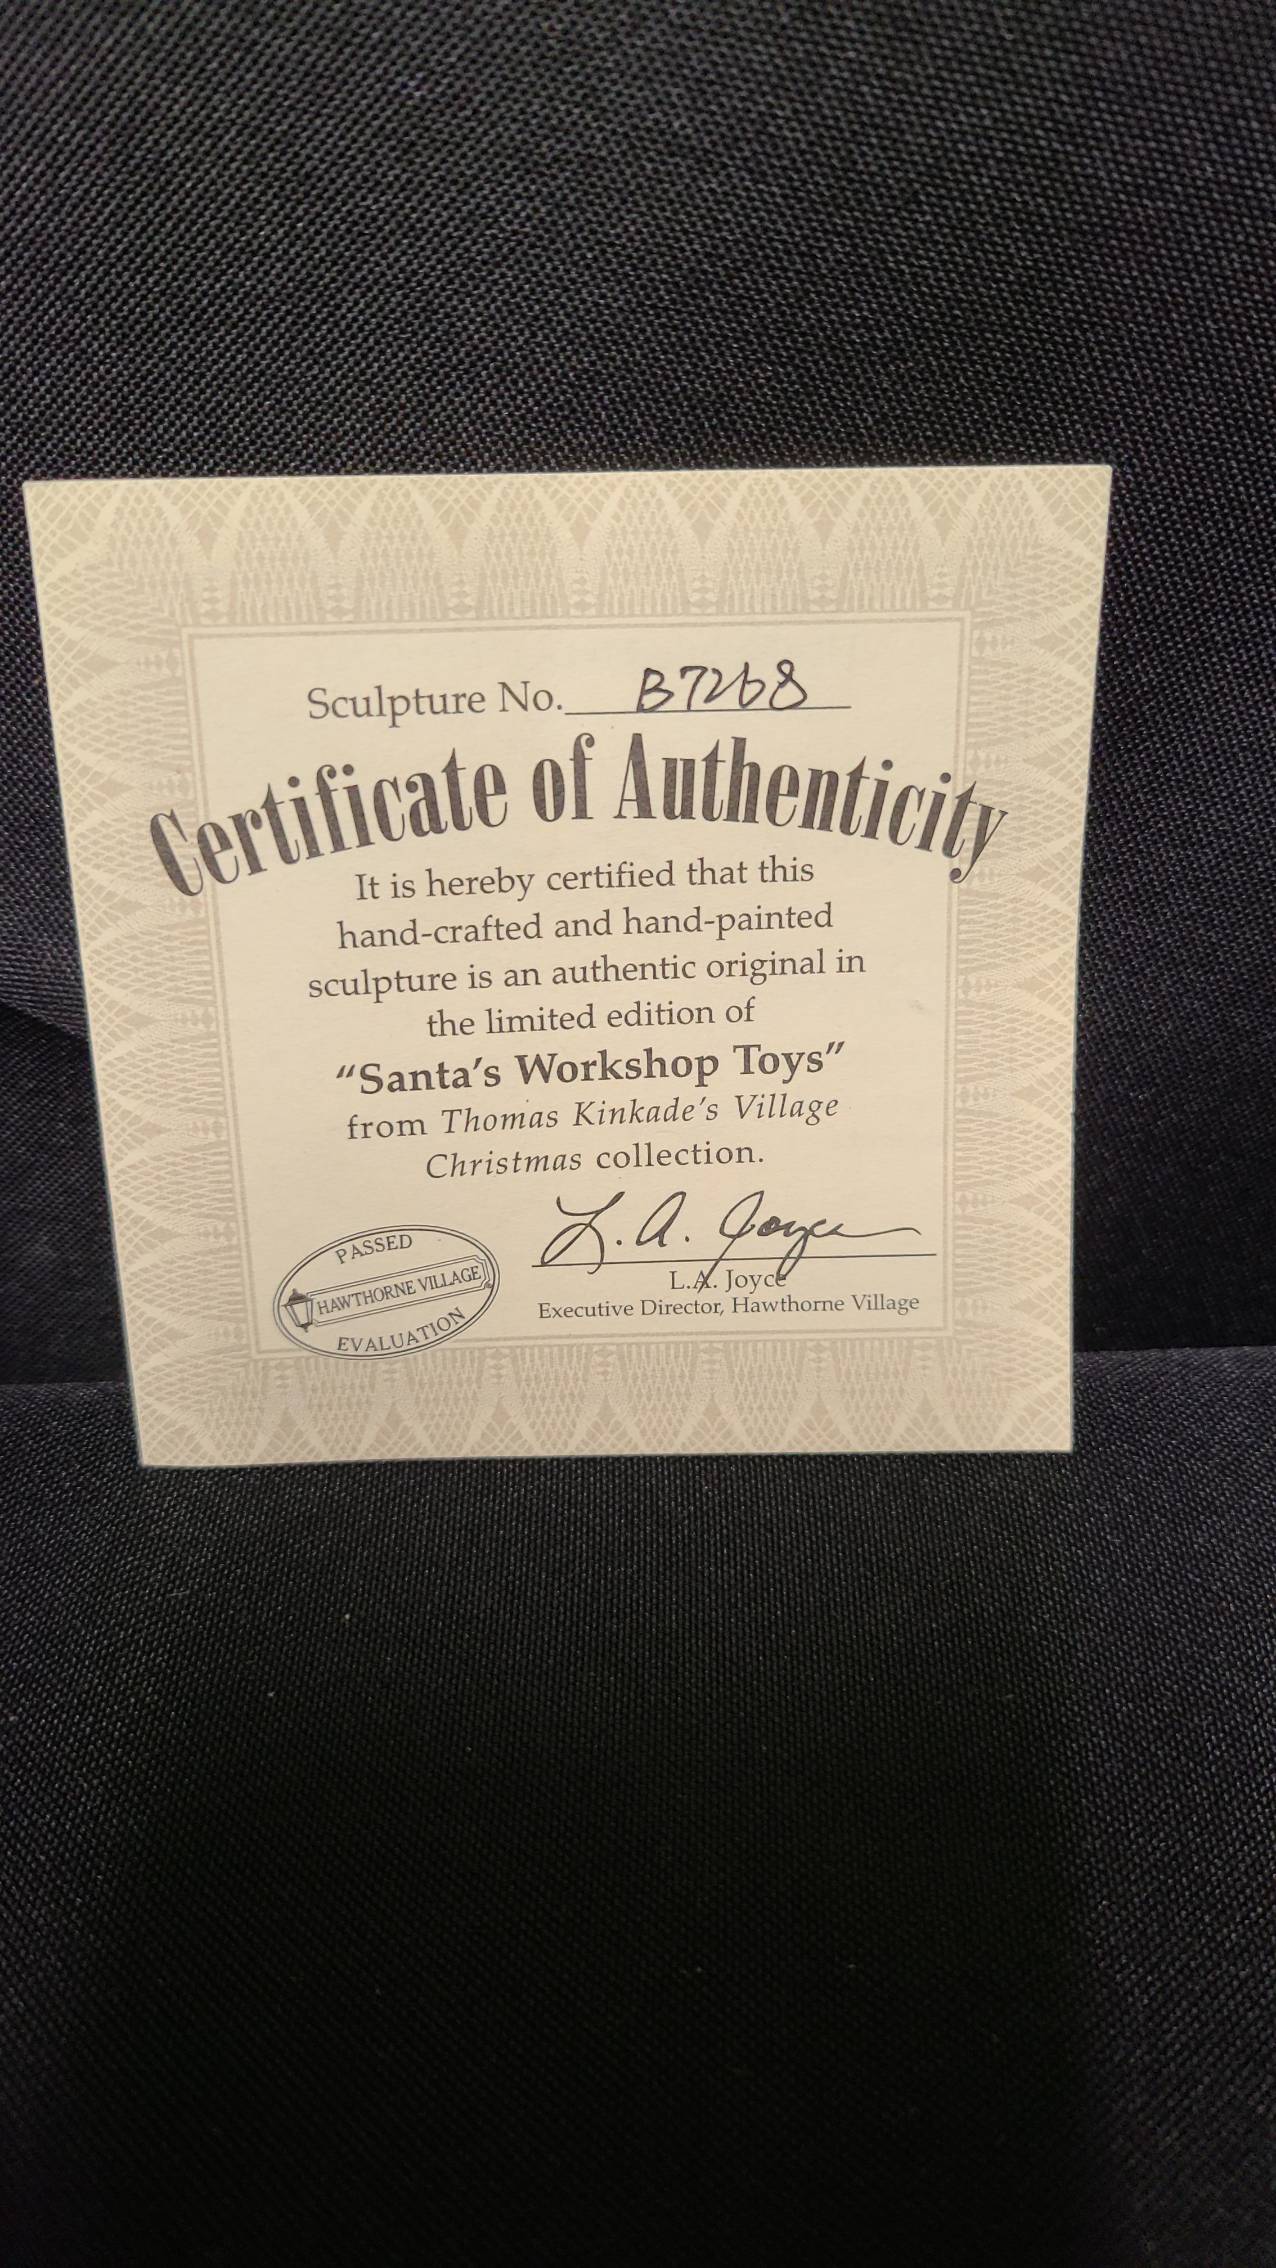 Sculpture No. B7268
Certificate of Authenticity
It is hereby certified that this
hand-crafted and hand-painted
sculpture is an authentic original in
the limited edition of
“Santa’s Workshop Toys”
from Thomas Kinkade’s Village
Christmas collection.
L. A. Joyce
L.A. Joyce
Executive Director, Hawthorne Village
PASSED
HAWTHORNE VILLAGE
EVALUATION